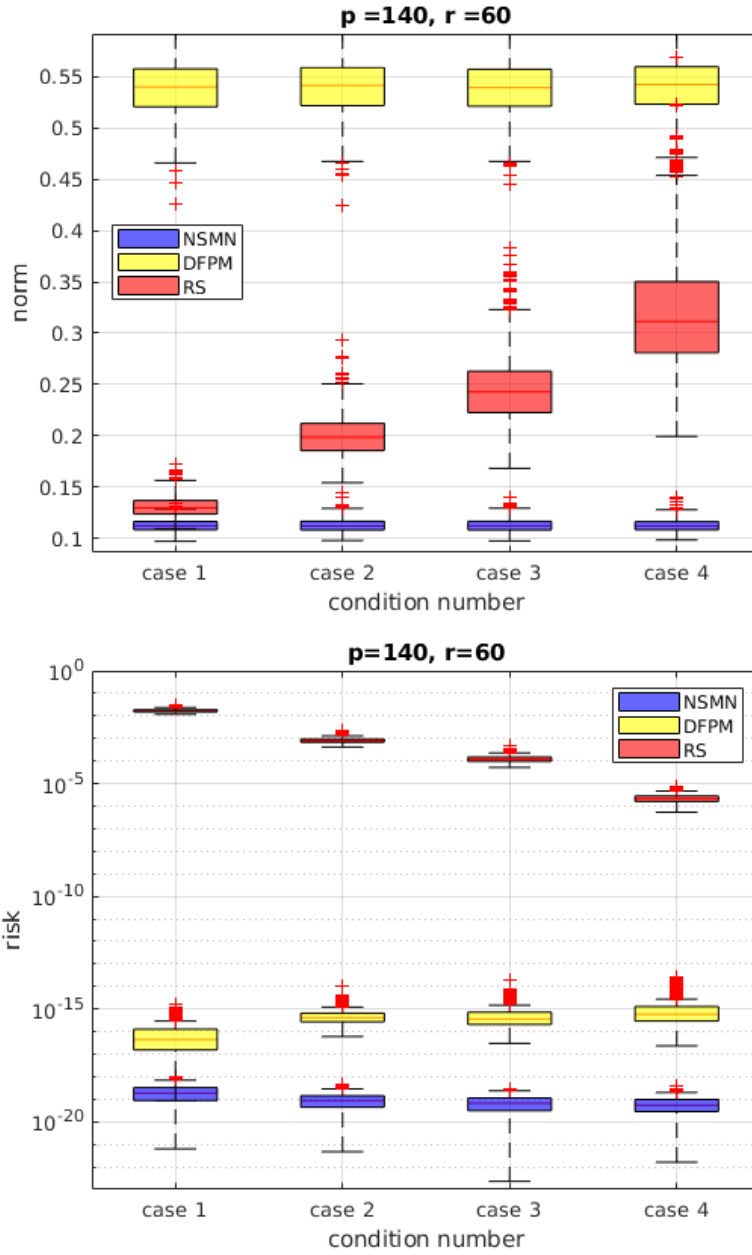 p =140, r =60
0.55
0.5
0.45
0.4
0.35
0.3
0.25
0.2
0.15
0.1
norm
NSMN
DFPM
RS
case 1 case 2 case 3 case 4
condition number
p=140, r=60
10^0
10^-5
10^-10
10^-15
10^-20
risk
NSMN
DFPM
RS
case 1 case 2 case 3 case 4
condition number